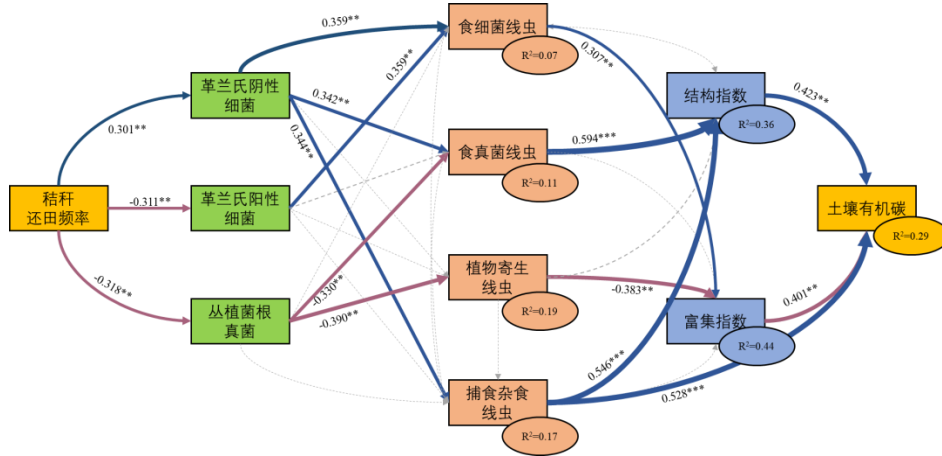 食细菌线虫
R²=0.07
0.359**
0.359**
0.307**
革兰氏阴性
细菌
结构指数
R²=0.36
0.423**
0.301**
0.342**
0.344**
食真菌线虫
R²=0.11
0.594***
秸秆
还田频率
-0.311**
革兰氏阳性
细菌
土壤有机碳
R²=0.29
-0.318**
-0.330**
-0.390**
植物寄生
线虫
R²=0.19
-0.383**
丛植菌根
真菌
富集指数
R²=0.44
0.401**
0.546***
捕食杂食
线虫
R²=0.17
0.528***